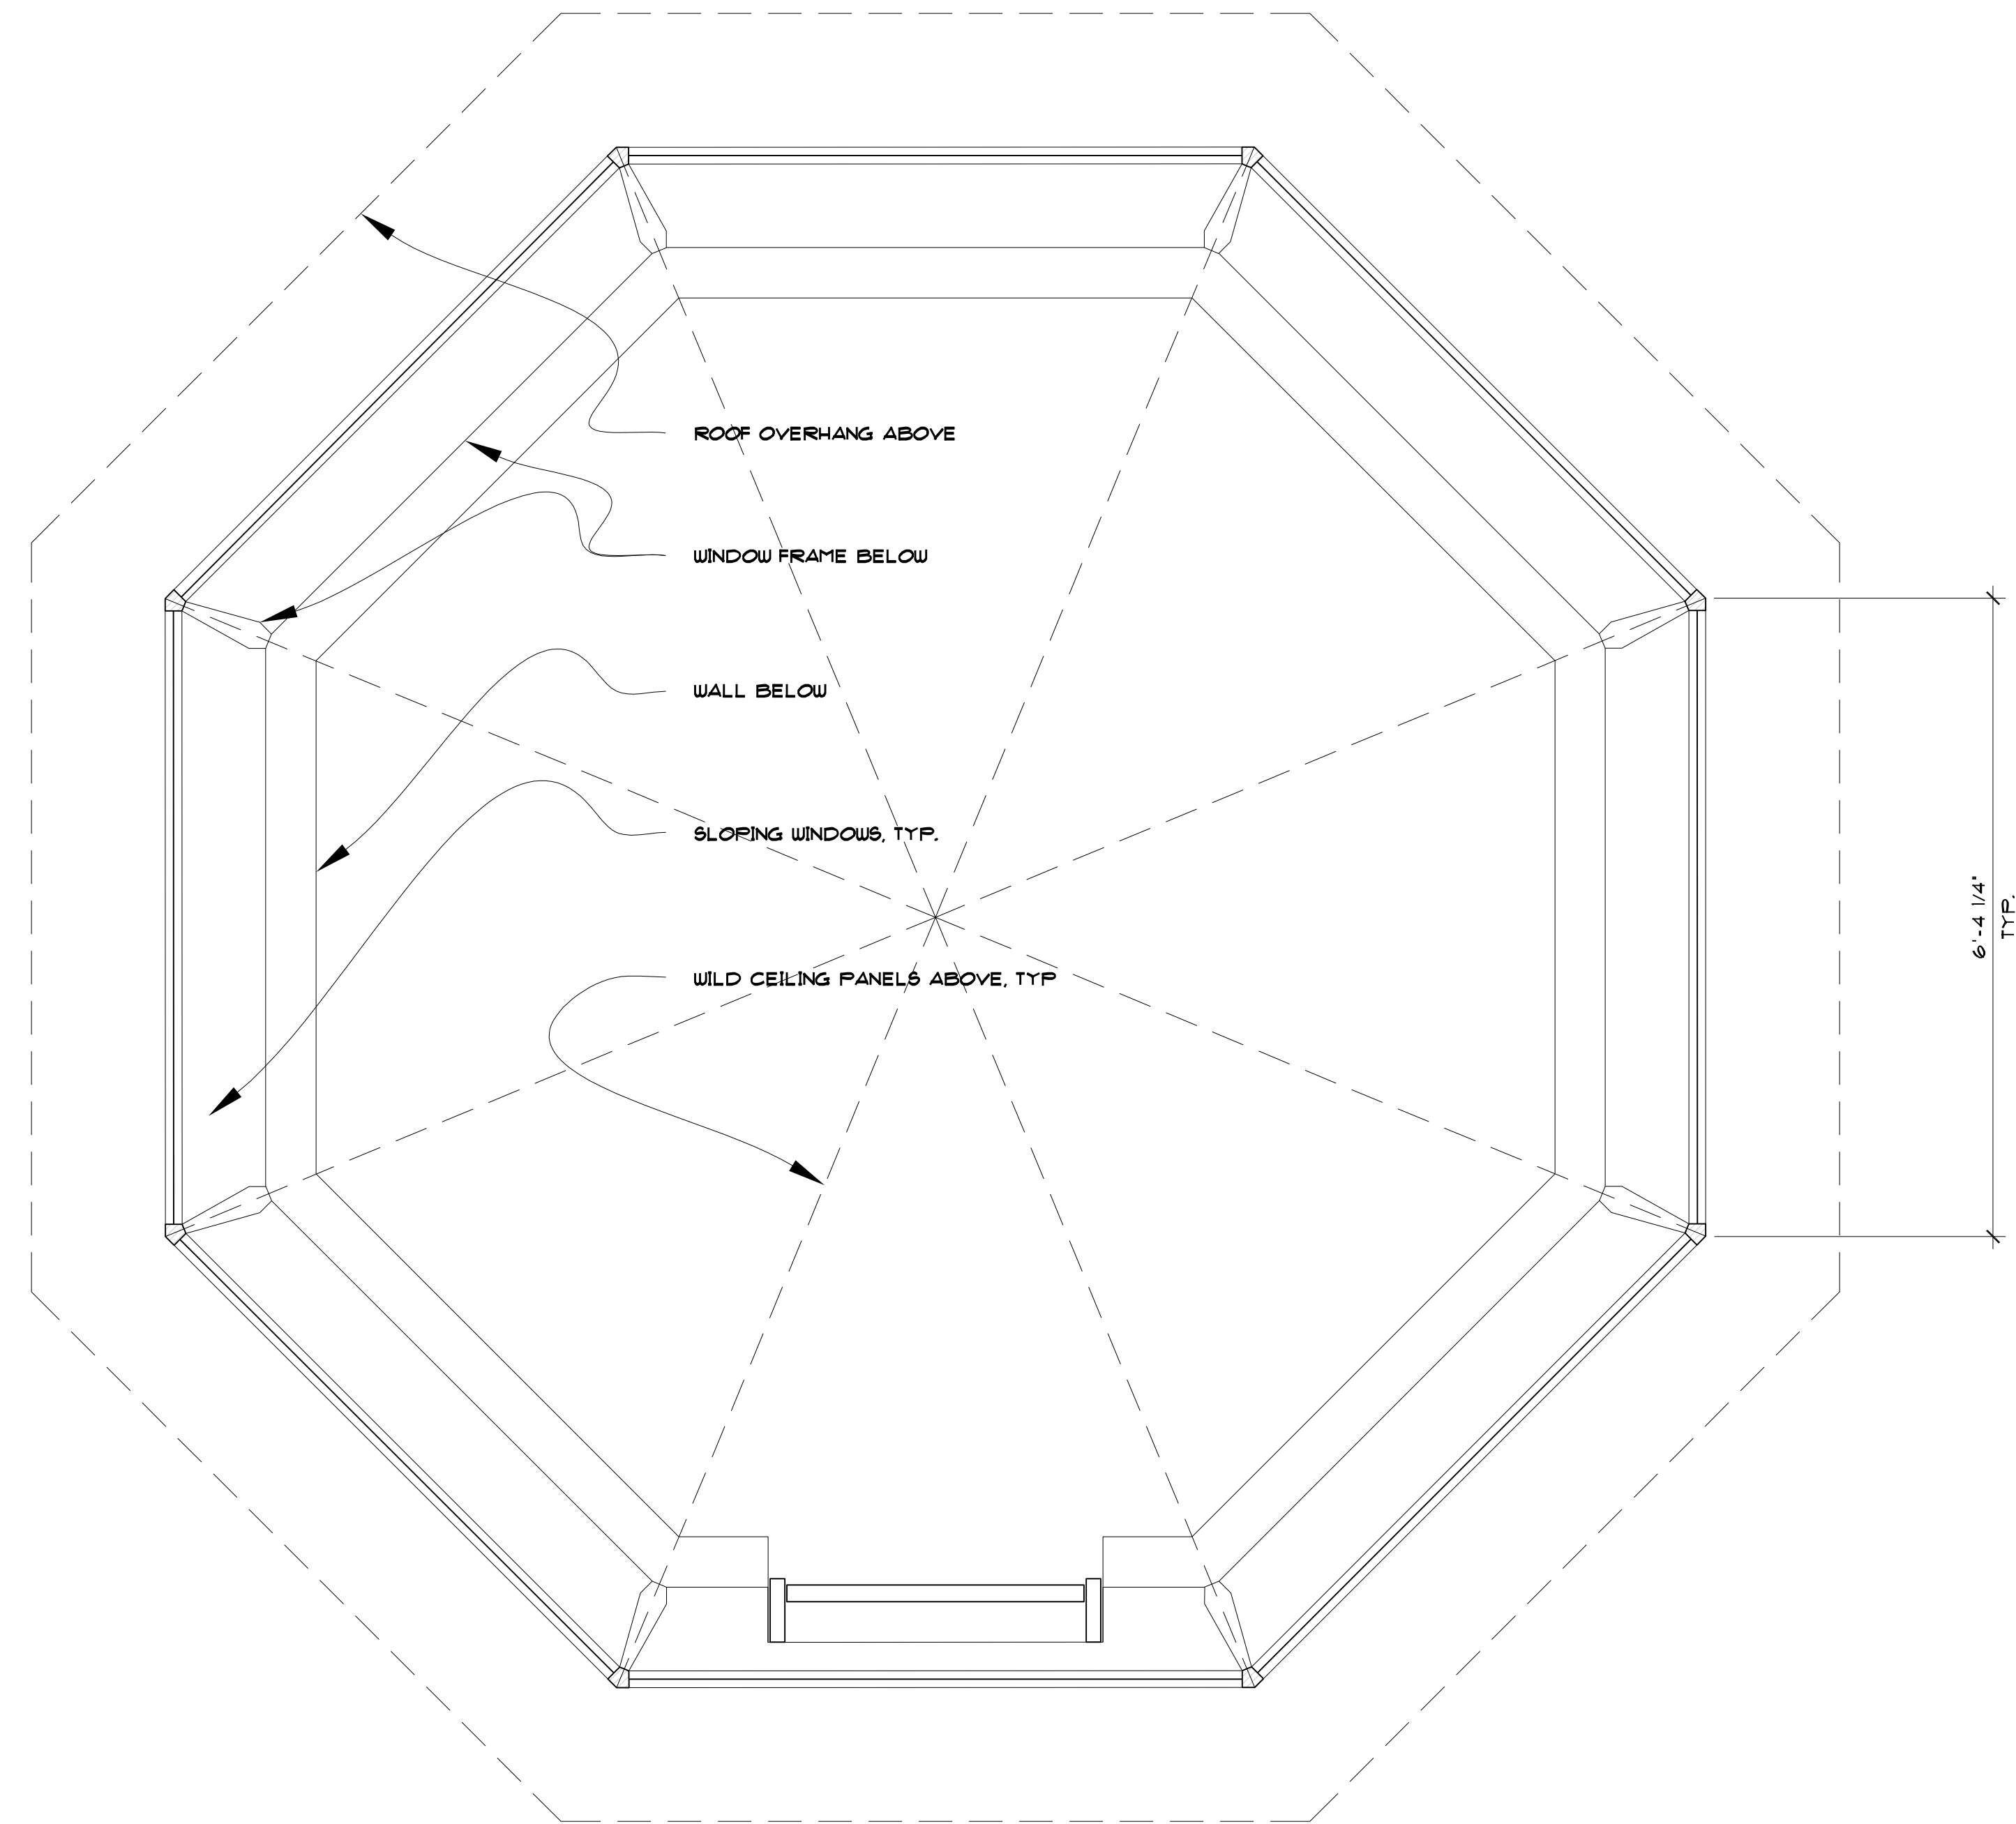 ROOF OVERHANG ABOVE
WINDOW FRAME BELOW
WALL BELOW
SLOPING WINDOWS, TYP.
WILD CEILING PANELS ABOVE, TYP
6'-4 1/4"
TYP.